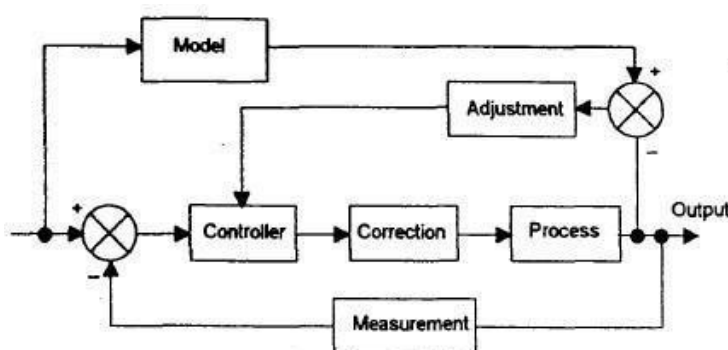 Model
+
Adjustment
−
+
Controller
Correction
Process
Output
−
Measurement